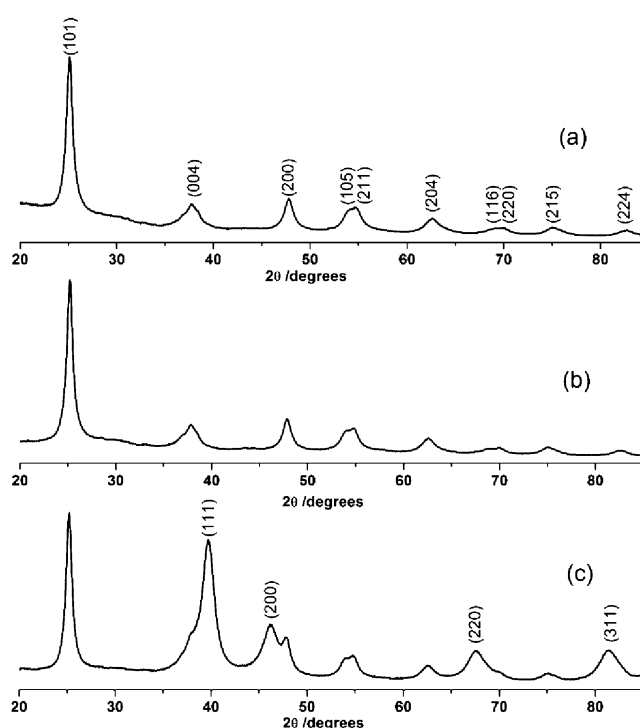 (101)
(a)
(004)
(200)
(105)
(211)
(204)
(116)
(220)
(215)
(224)
20 30 40 50 60 70 80
2θ /degrees
(b)
20 30 40 50 60 70 80
2θ /degrees
(111)
(200)
(c)
(220)
(311)
20 30 40 50 60 70 80
2θ /degrees